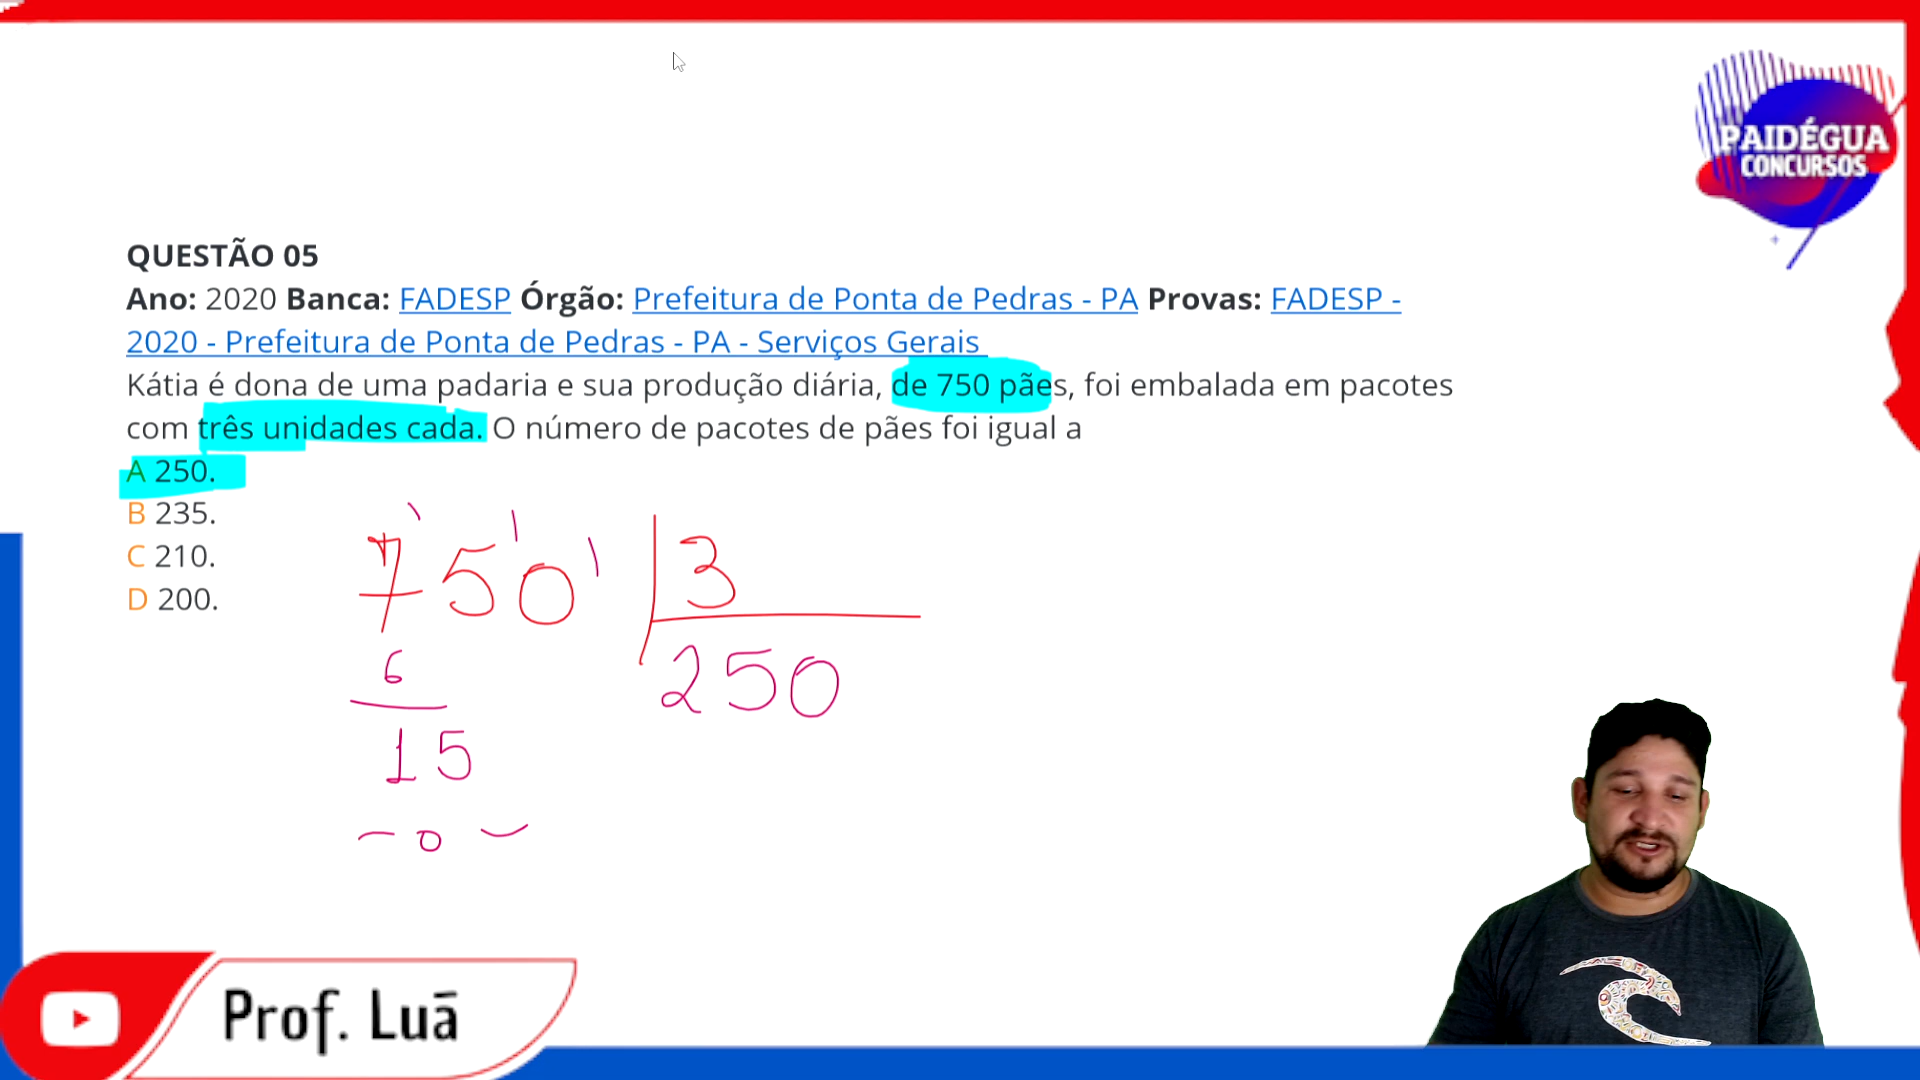 PAIDÉGUA
CONCURSOS
QUESTÃO 05
Ano: 2020 Banca: FADESP Órgão: Prefeitura de Ponta de Pedras - PA Provas: FADESP -
2020 - Prefeitura de Ponta de Pedras - PA - Serviços Gerais
Kátia é dona de uma padaria e sua produção diária, de 750 pães, foi embalada em pacotes
com três unidades cada. O número de pacotes de pães foi igual a
A 250.
B 235.
C 210.
D 200.
750 3
6 250
15
- 0 -
Prof. Luã